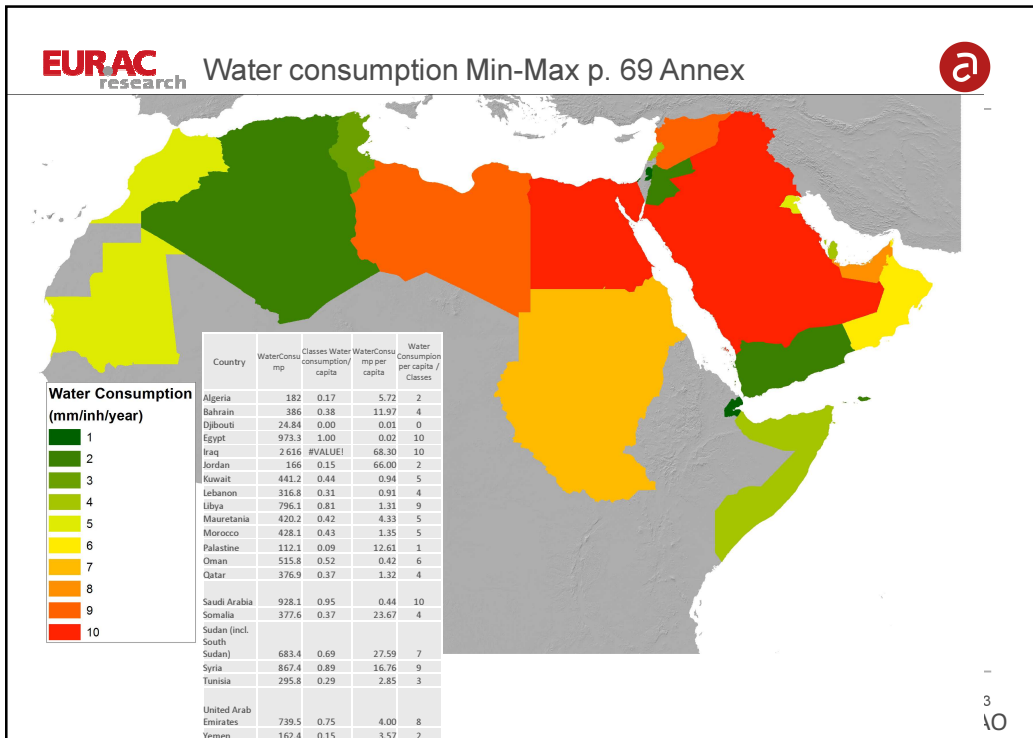 EURAC
research
Water consumption Min-Max p. 69 Annex
a
Country WaterConsu mp Classes Water consumption/ capita WaterConsu mp per capita Water Consumpion per capita / Classes
Algeria 182 0.17 5.72 2
Bahrain 386 0.38 11.97 4
Djibouti 24.84 0.00 0.01 0
Egypt 973.3 1.00 0.02 10
Iraq 2 616 #VALUE! 68.30 10
Jordan 166 0.15 66.00 2
Kuwait 441.2 0.44 0.94 5
Lebanon 316.8 0.31 0.91 4
Libya 796.1 0.81 1.31 9
Mauretania 420.2 0.42 4.33 5
Morocco 428.1 0.43 1.35 5
Palastine 112.1 0.09 12.61 1
Oman 515.8 0.52 0.42 6
Qatar 376.9 0.37 1.32 4
Saudi Arabia 928.1 0.95 0.44 10
Somalia 377.6 0.37 23.67 4
Sudan (incl.
South
Sudan) 683.4 0.69 27.59 7
Syria 867.4 0.89 16.76 9
Tunisia 295.8 0.29 2.85 3
United Arab
Emirates 739.5 0.75 4.00 8
Yemen 162.4 0.15 3.57 2
Water Consumption
(mm/inh/year)
1
2
3
4
5
6
7
8
9
10
3
AO